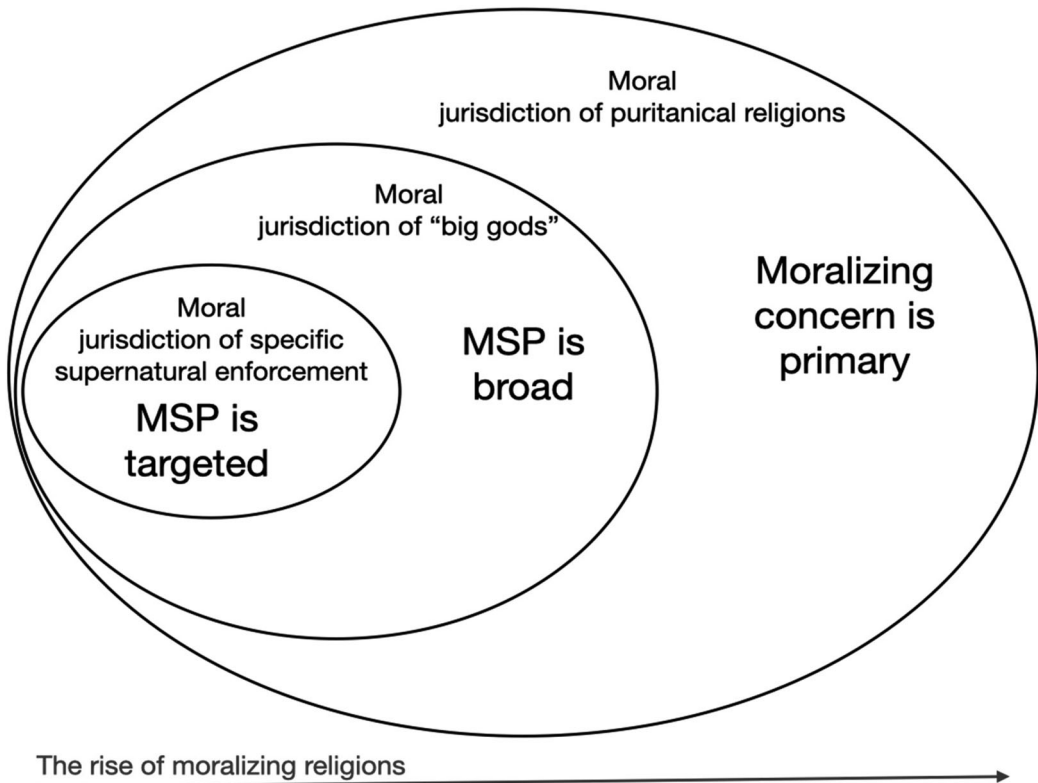 Moral
jurisdiction of puritanical religions
Moral
jurisdiction of “big gods”
Moralizing
concern is
primary
Moral
jurisdiction of specific
supernatural enforcement
MSP is
broad
MSP is
targeted
The rise of moralizing religions